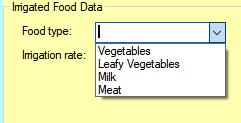 Irrigated Food Data
Food type:
Vegetables
Irrigation rate:
Leafy Vegetables
Milk
Meat